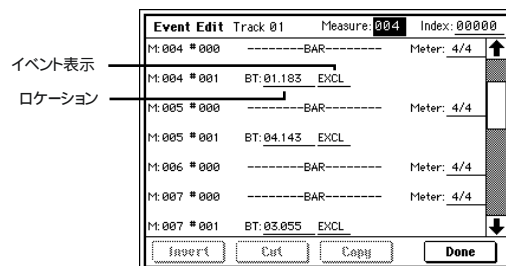 Event Edit Track 01 Measure: 004 Index: 00000
M: 004 # 000 --------BAR-------- Meter: 4/4
イベント表示
M: 004 # 001 BT: 01.183 EXCL
ロケーション
M: 005 # 000 --------BAR-------- Meter: 4/4
M: 005 # 001 BT: 04.143 EXCL
M: 006 # 000 --------BAR-------- Meter: 4/4
M: 007 # 000 --------BAR-------- Meter: 4/4
M: 007 # 001 BT: 03.055 EXCL
Insert Cut Copy Done